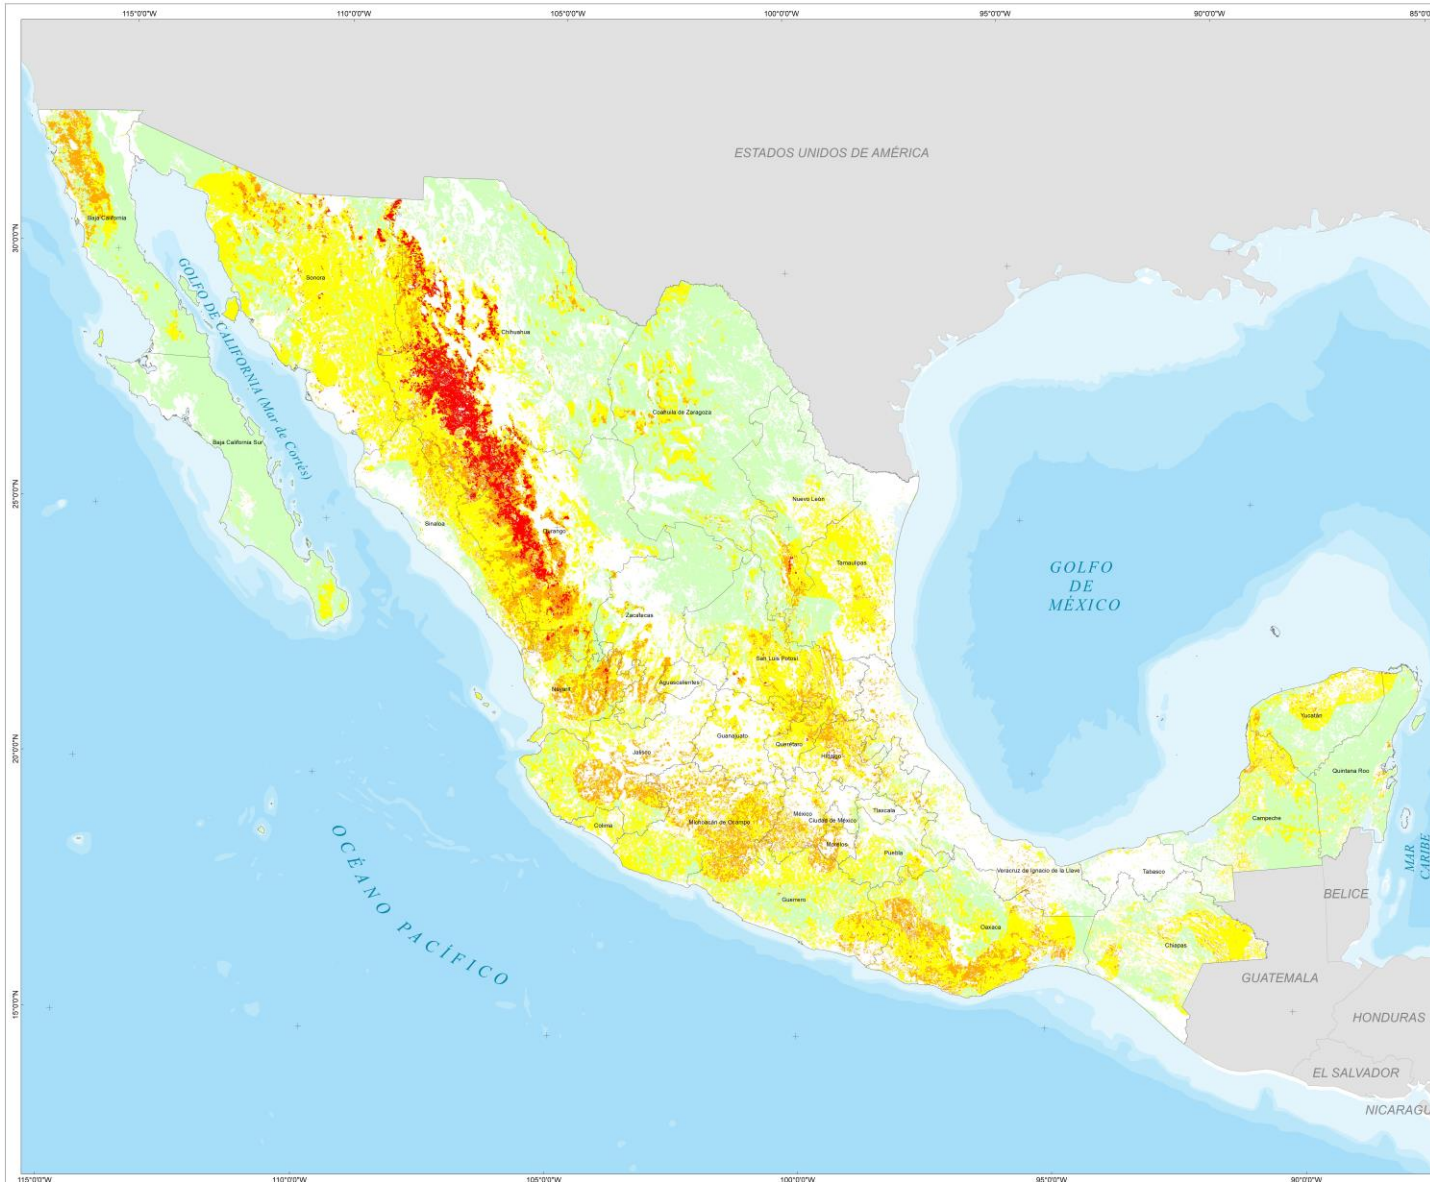 115°0'0"W
110°0'0"W
105°0'0"W
100°0'0"W
95°0'0"W
90°0'0"W
85°0'
ESTADOS UNIDOS DE AMÉRICA
30°0'0"N
Baja California
Sonora
GOLFO DE CALIFORNIA (Mar de Cortés)
Chihuahua
Coahuila de Zaragoza
Baja California Sur
25°0'0"N
Nuevo León
Sinaloa
Durango
Tamaulipas
GOLFO
DE
MÉXICO
Zacatecas
San Luis Potosí
Nayarit
Aguascalientes
Yucatán
20°0'0"N
Guanajuato
Querétaro
Jalisco
Hidalgo
Quintana Roo
Tlaxcala
México
Ciudad de México
Colima
Michoacán de Ocampo
Campeche
Morelos
Puebla
MAR
CARIBE
Veracruz de Ignacio de la Llave
Tabasco
BELICE
Guerrero
Oaxaca
Chiapas
OCÉANO PACÍFICO
GUATEMALA
15°0'0"N
HONDURAS
EL SALVADOR
NICARAGU
115°0'0"W
110°0'0"W
105°0'0"W
100°0'0"W
95°0'0"W
90°0'0"W